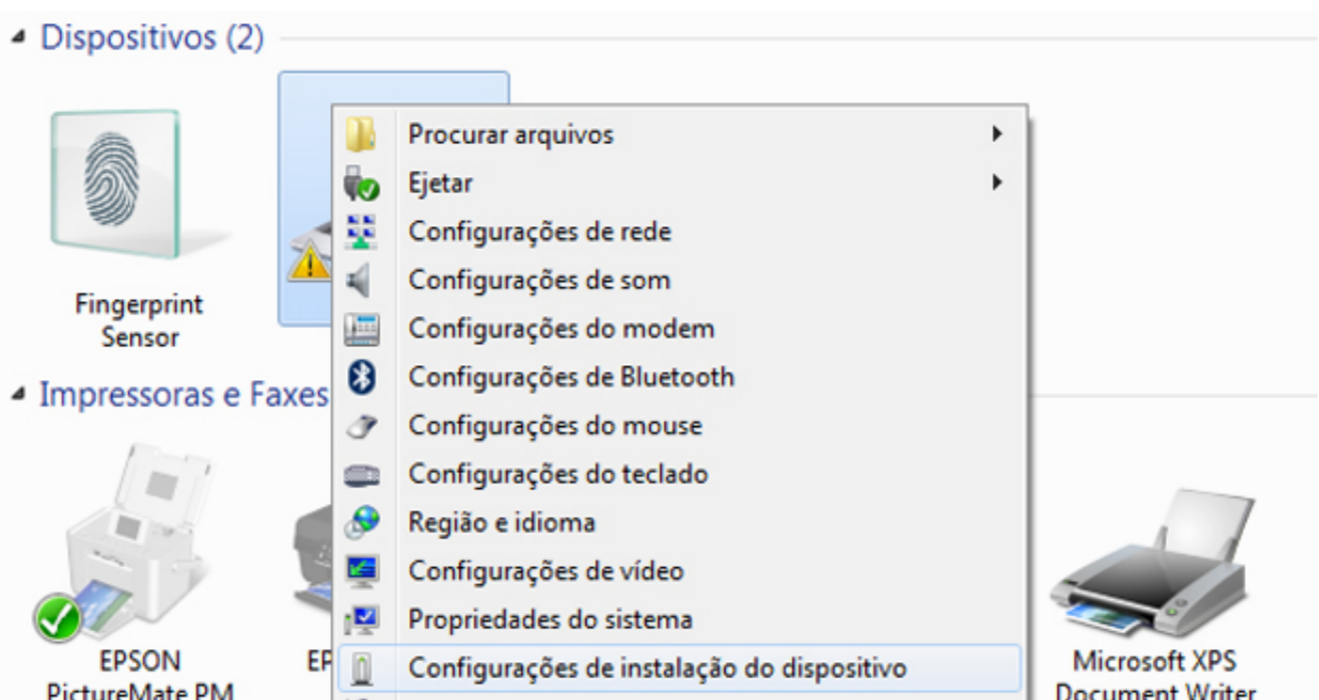 Dispositivos (2)
Fingerprint
Sensor
Procurar arquivos
Ejetar
Configurações de rede
Configurações de som
Configurações do modem
Configurações de Bluetooth
Configurações do mouse
Configurações do teclado
Região e idioma
Configurações de vídeo
Propriedades do sistema
Configurações de instalação do dispositivo
Impressoras e Faxes
EPSON
PictureMate PM
EP
Microsoft XPS
Document Writer